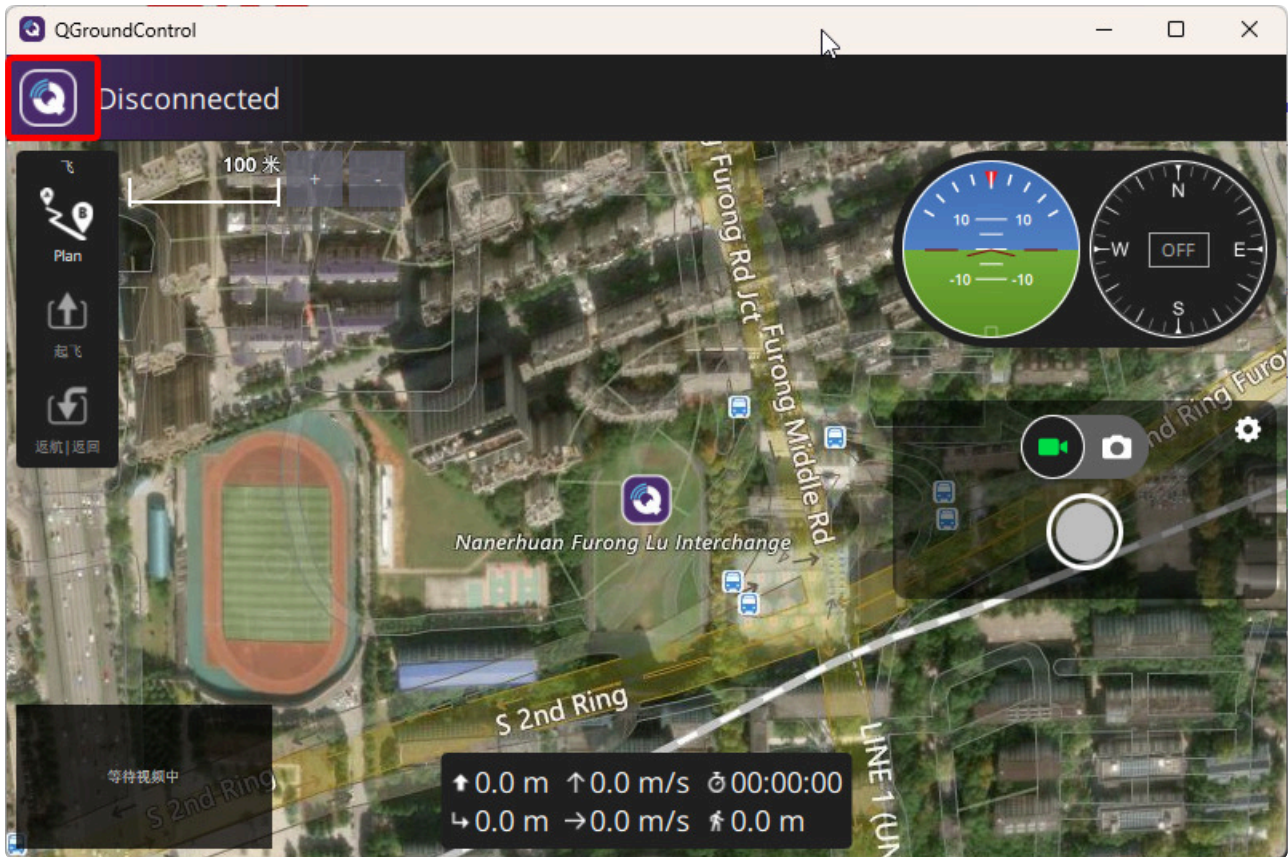 QGroundControl
Disconnected
飞
Plan
起飞
返航|返回
100 米
+ -
g Furong Rd Jct
Furong Middle Rd
10 10
-10 -10
N
W OFF E
S
nd Ring Furo
Nanerhuan Furong Lu Interchange
S 2nd Ring
S 2nd Ring
LINE 1 (UN
等待视频中
0.0 m 0.0 m/s 00:00:00
0.0 m 0.0 m/s 0.0 m